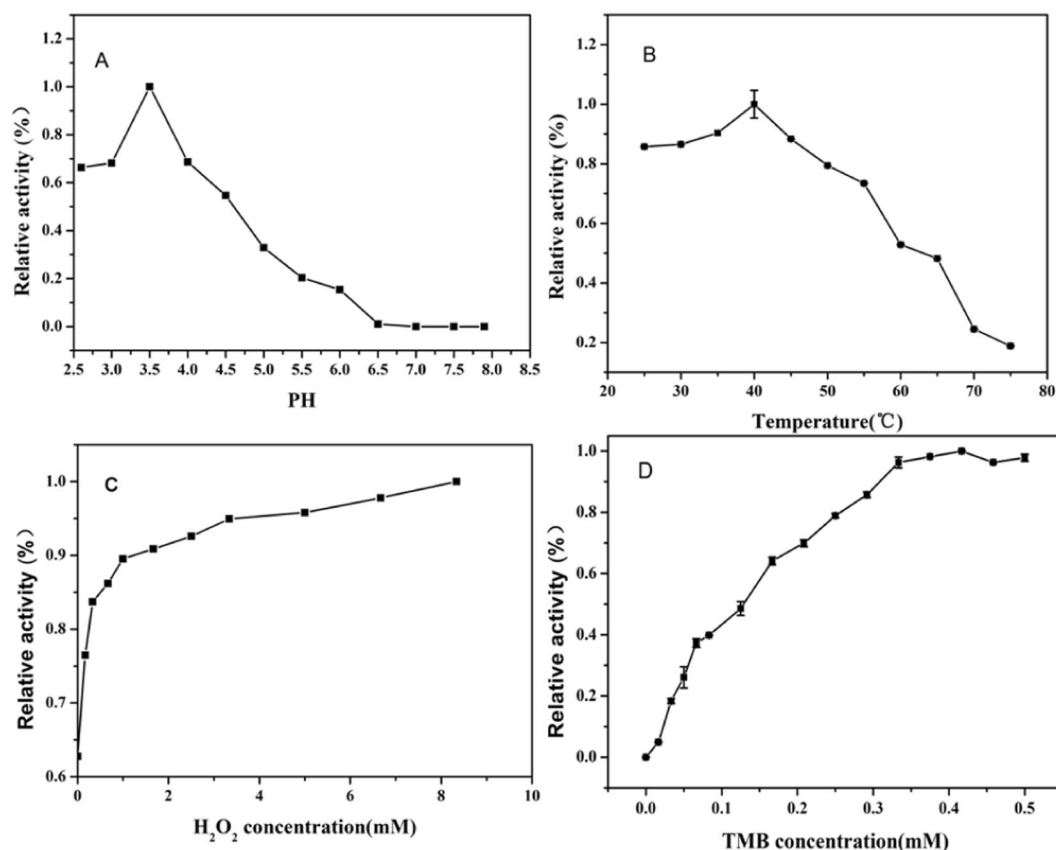 A
Relative activity (%)
1.2
1.0
0.8
0.6
0.4
0.2
0.0
2.5 3.0 3.5 4.0 4.5 5.0 5.5 6.0 6.5 7.0 7.5 8.0 8.5
PH
B
Relative activity (%)
1.2
1.0
0.8
0.6
0.4
0.2
20 30 40 50 60 70 80
Temperature(℃)
C
Relative activity (%)
1.0
0.9
0.8
0.7
0.6
0 2 4 6 8 10
H₂O₂ concentration(mM)
D
Relative activity (%)
1.0
0.8
0.6
0.4
0.2
0.0
0.0 0.1 0.2 0.3 0.4 0.5
TMB concentration(mM)